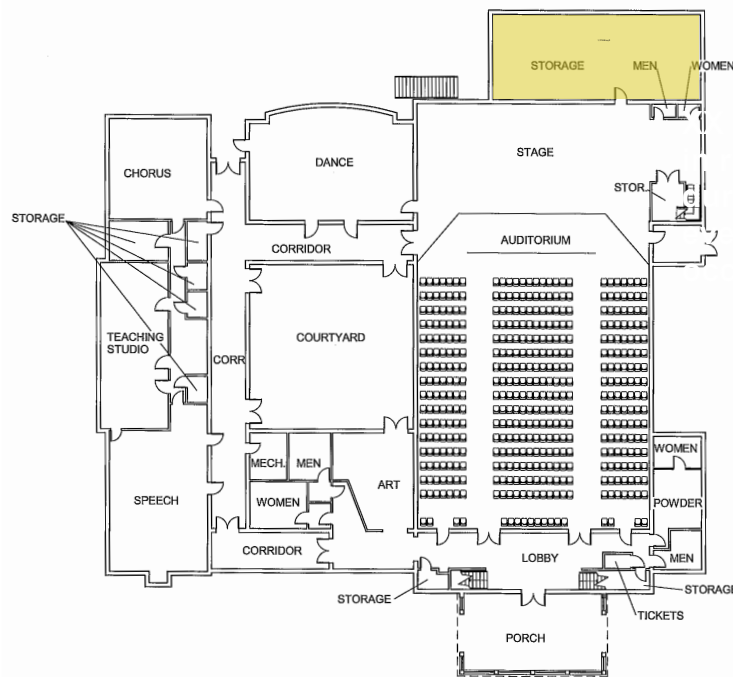 STORAGE
MEN
WOMEN
CHORUS
DANCE
STAGE
STOR.
STORAGE
CORRIDOR
AUDITORIUM
TEACHING
STUDIO
CORR
COURTYARD
MECH.
MEN
ART
WOMEN
SPEECH
WOMEN
POWDER
CORRIDOR
LOBBY
MEN
STORAGE
STORAGE
TICKETS
PORCH